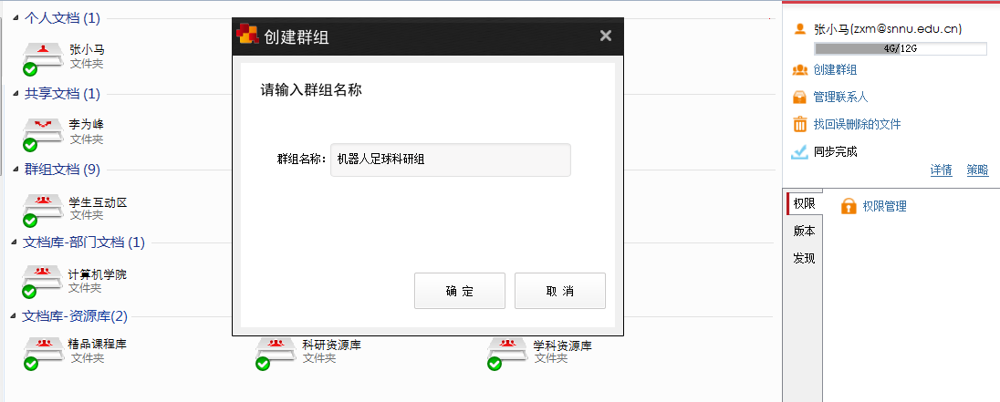 个人文档 (1)
张小马
文件夹
共享文档 (1)
李为峰
文件夹
群组文档 (9)
学生互动区
文件夹
文档库-部门文档 (1)
计算机学院
文件夹
文档库-资源库(2)
精品课程库
文件夹
科研资源库
文件夹
学科资源库
文件夹
创建群组
请输入群组名称
群组名称：
机器人足球科研组
确 定
取 消
张小马(zxm@snnu.edu.cn)
4G/12G
创建群组
管理联系人
找回误删除的文件
同步完成
详情 策略
权限
版本
发现
权限管理